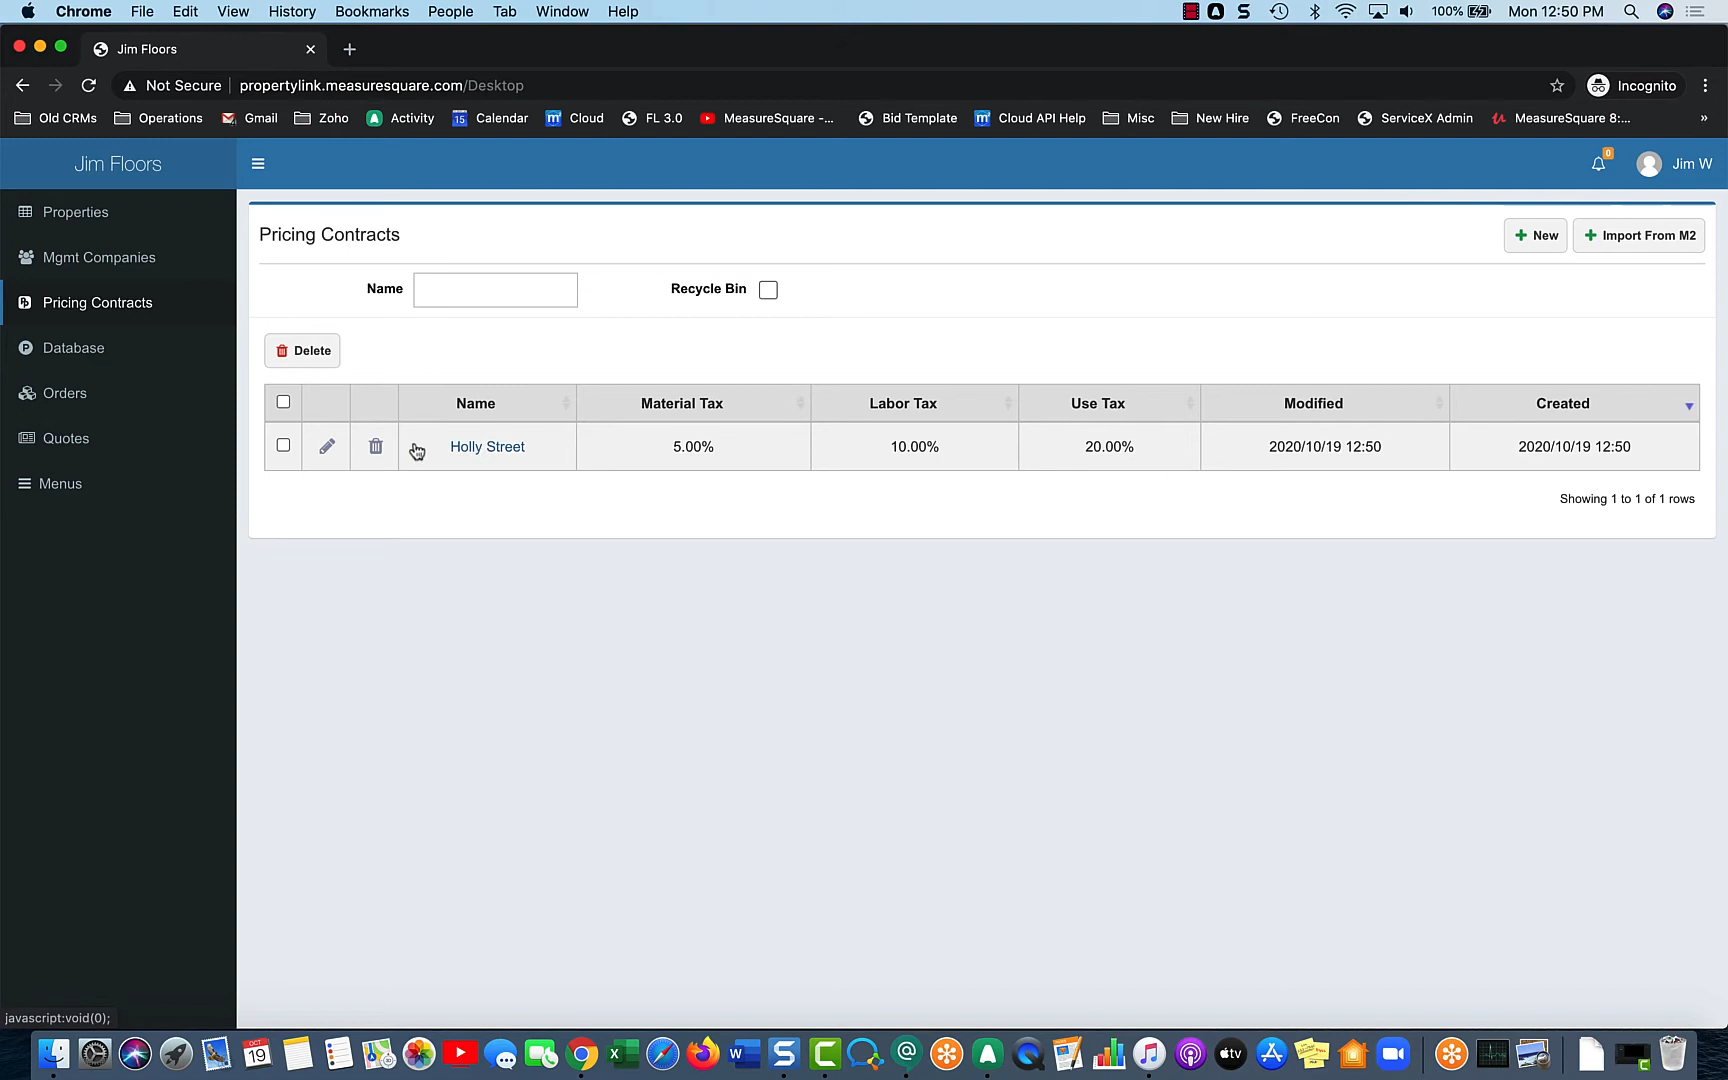 Chrome File Edit View History Bookmarks People Tab Window Help 100% Mon 12:50 PM
Jim Floors
Not Secure propertylink.measuresquare.com/Desktop Incognito
Old CRMs Operations Gmail Zoho Activity Calendar Cloud FL 3.0 MeasureSquare -... Bid Template Cloud API Help Misc New Hire FreeCon ServiceX Admin MeasureSquare 8:... »
Jim Floors 0 Jim W
Properties
Mgmt Companies
Pricing Contracts
Database
Orders
Quotes
Menus
Pricing Contracts New Import From M2
Name Recycle Bin
Delete
Name Material Tax Labor Tax Use Tax Modified Created
Holly Street 5.00% 10.00% 20.00% 2020/10/19 12:50 2020/10/19 12:50
Showing 1 to 1 of 1 rows
javascript:void(0);
OCT
19
tv